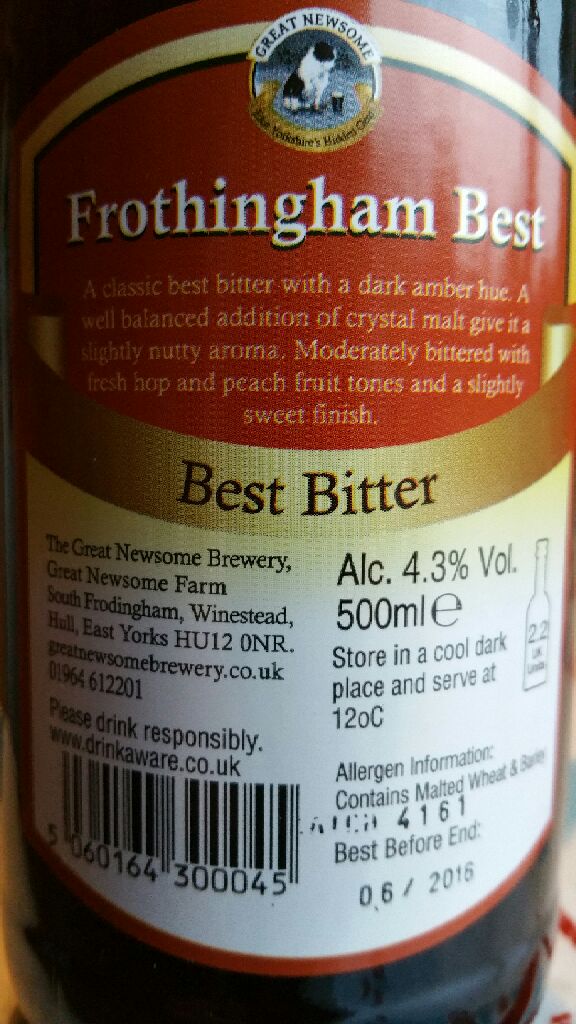 GREAT NEWSOME
Yorkshire's Hidden Gem
Frothingham Best
A classic best bitter with a dark amber hue. A
well balanced addition of crystal malt give it a
slightly nutty aroma. Moderately bittered with
fresh hop and peach fruit tones and a slightly
sweet finish.
Best Bitter
The Great Newsome Brewery,
Great Newsome Farm
South Frodingham, Winestead,
Hull, East Yorks HU12 0NR.
greatnewsomebrewery.co.uk
01964 612201
Please drink responsibly.
www.drinkaware.co.uk
5 060164 300045
Alc. 4.3% Vol.
500ml e
2.2
UK
Units
Store in a cool dark
place and serve at
12oC
Allergen Information:
Contains Malted Wheat & Barley
4161
Best Before End:
06 / 2016